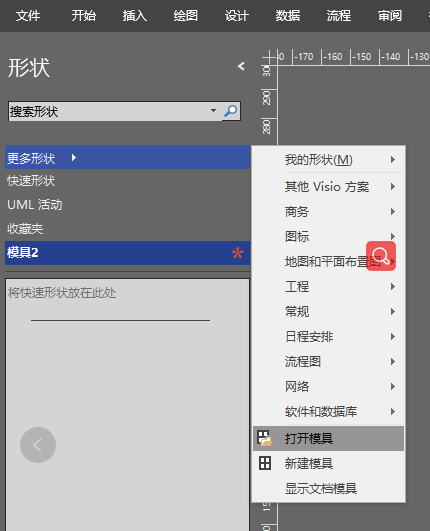 文件 开始 插入 绘图 设计 数据 流程 审阅
形状
搜索形状
更多形状
快速形状
UML 活动
收藏夹
模具2
将快速形状放在此处
-170 -160 -150 -140 -130
290
280
我的形状(M)
其他 Visio 方案
商务
图标
地图和平面布置图
工程
常规
日程安排
流程图
网络
软件和数据库
打开模具
新建模具
显示文档模具